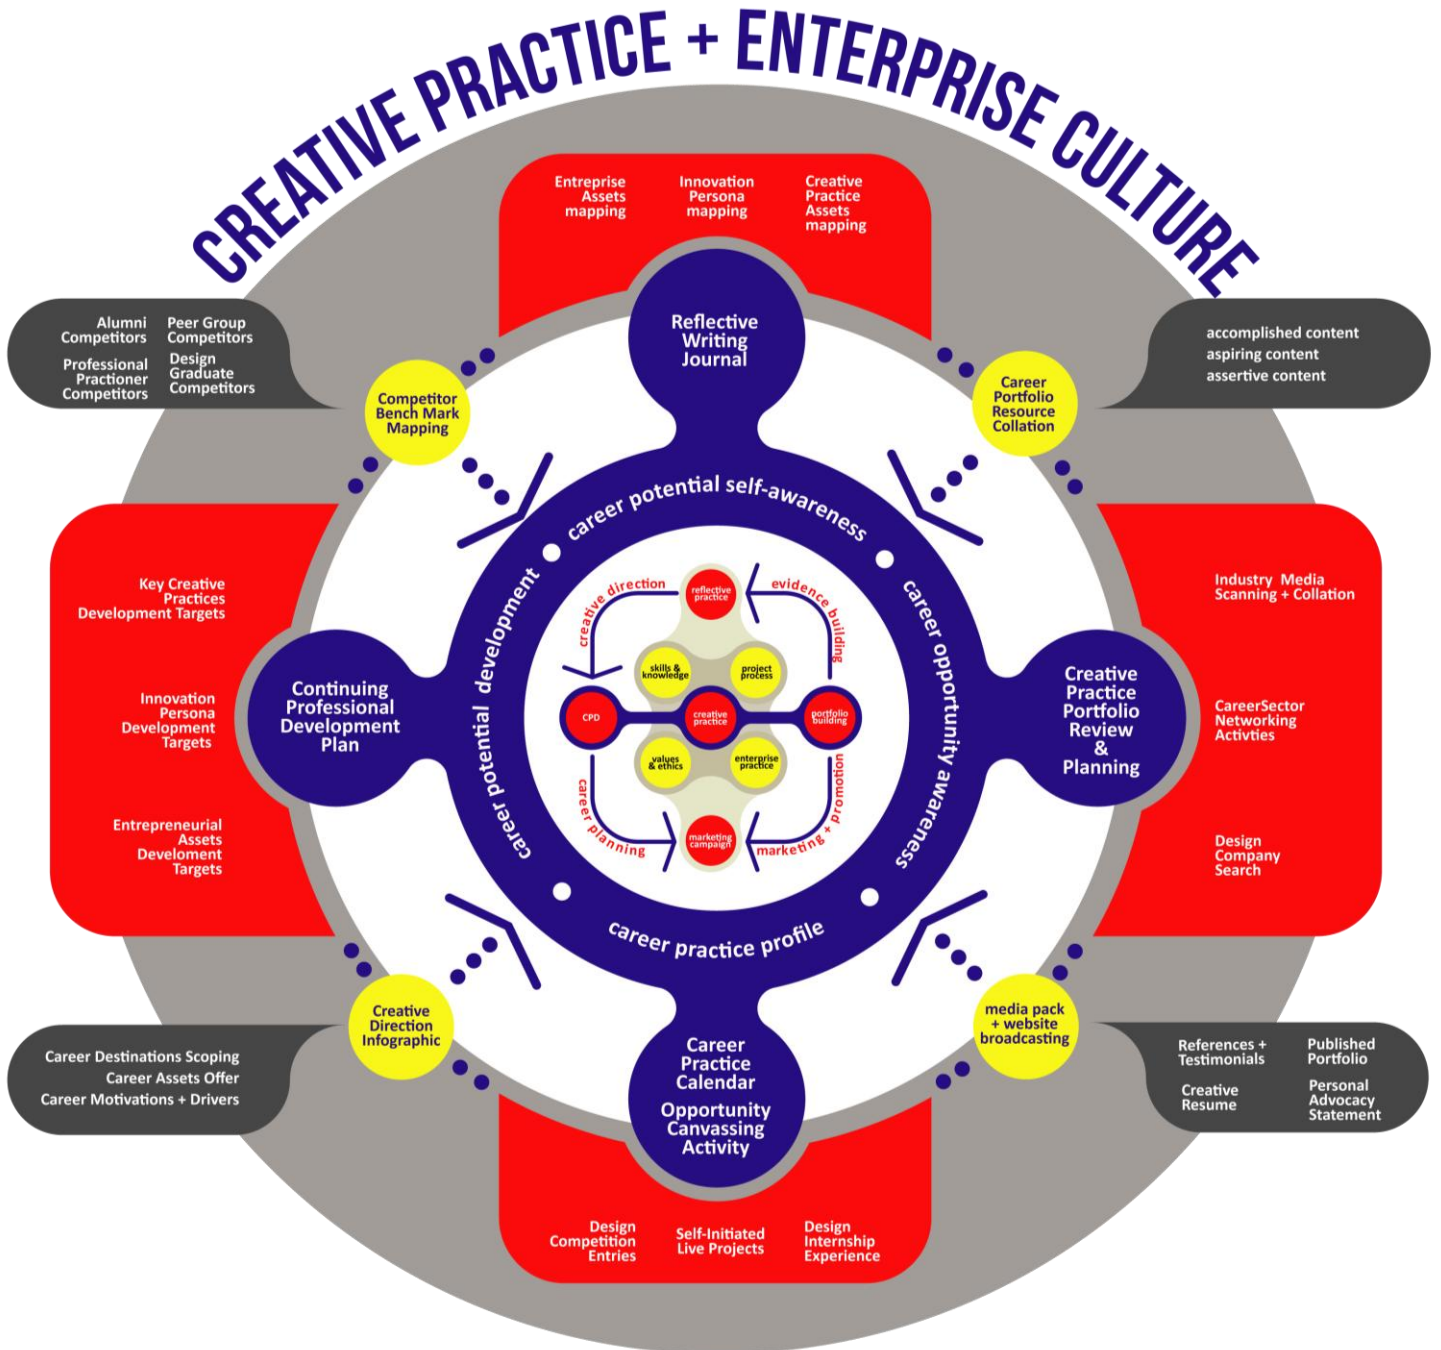 CREATIVE PRACTICE + ENTERPRISE CULTURE
Entreprise
Assets
mapping
Innovation
Persona
mapping
Creative
Practice
Assets
mapping
Reflective
Writing
Journal
Alumni
Competitors
Peer Group
Competitors
Professional
Practioner
Competitors
Design
Graduate
Competitors
Competitor
Bench Mark
Mapping
Career
Portfolio
Resource
Collation
accomplished content
aspiring content
assertive content
Key Creative
Practices
Development Targets
Innovation
Persona
Development
Targets
Entrepreneurial
Assets
Develoment
Targets
Continuing
Professional
Development
Plan
career potential self-awareness
career potential development
career opportunity awareness
career practice profile
creative direction
evidence building
career planning
marketing + promotion
reflective
practice
skills &
knowledge
project
process
CPD
creative
practice
portfolio
building
values
& ethics
enterprise
practice
marketing
campaign
Creative
Practice
Portfolio
Review
&
Planning
Industry Media
Scanning + Collation
CareerSector
Networking
Activties
Design
Company
Search
Creative
Direction
Infographic
Career Destinations Scoping
Career Assets Offer
Career Motivations + Drivers
Career
Practice
Calendar
Opportunity
Canvassing
Activity
media pack
+ website
broadcasting
References +
Testimonials
Published
Portfolio
Creative
Resume
Personal
Advocacy
Statement
Design
Competition
Entries
Self-Initiated
Live Projects
Design
Internship
Experience